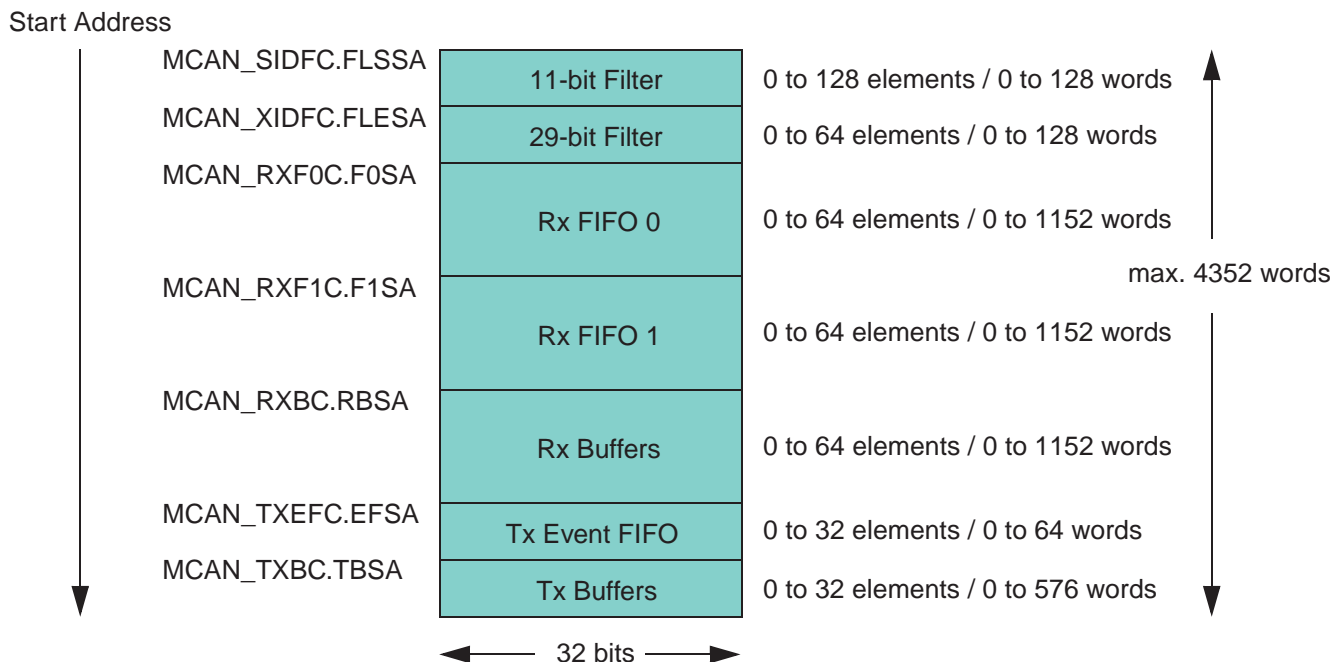 Start Address
MCAN_SIDFC.FLSSA
11-bit Filter
0 to 128 elements / 0 to 128 words
MCAN_XIDFC.FLESA
29-bit Filter
0 to 64 elements / 0 to 128 words
MCAN_RXF0C.F0SA
Rx FIFO 0
0 to 64 elements / 0 to 1152 words
max. 4352 words
MCAN_RXF1C.F1SA
Rx FIFO 1
0 to 64 elements / 0 to 1152 words
MCAN_RXBC.RBSA
Rx Buffers
0 to 64 elements / 0 to 1152 words
MCAN_TXEFC.EFSA
Tx Event FIFO
0 to 32 elements / 0 to 64 words
MCAN_TXBC.TBSA
Tx Buffers
0 to 32 elements / 0 to 576 words
32 bits